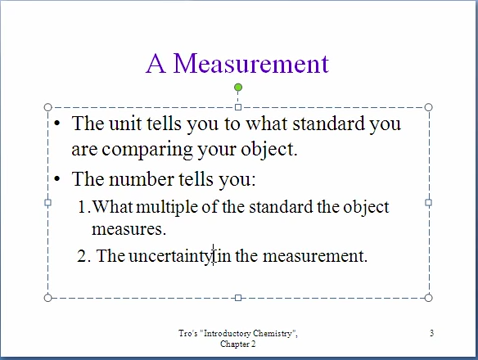 A Measurement
• The unit tells you to what standard you
are comparing your object.
• The number tells you:
1.What multiple of the standard the object
measures.
2. The uncertainty in the measurement.
Tro's "Introductory Chemistry",
Chapter 2
3